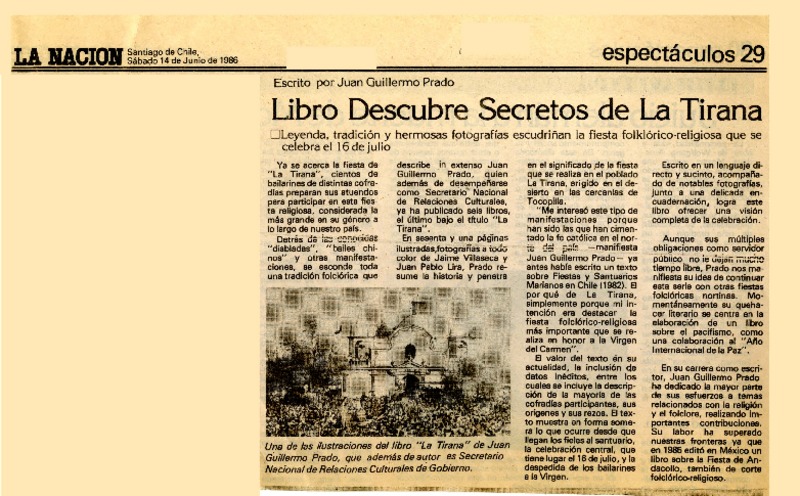 LA NACION
Santiago de Chile,
Sábado 14 de Junio de 1986
espectáculos 29
Escrito por Juan Guillermo Prado
Libro Descubre Secretos de La Tirana
□Leyenda, tradición y hermosas fotografías escudriñan la fiesta folklórico-religiosa que se
celebra el 16 de julio
Ya se acerca la fiesta de
"La Tirana", cientos de
bailarines de distintas cofra-
días preparan sus atuendos
para participar en esta fies
ta religiosa, considerada la
más grande en su género a
lo largo de nuestro país.
Detrás de las conocidas
"diabladas", "bailes chi-
nos" y otras manifesta-
ciones, se esconde toda
una tradición folclórica que
describe in extenso Juan
Guillermo Prado, quien
además de desempeñarse
como Secretario Nacional
de Relaciones Culturales,
ya ha publicado seis libros,
el último bajo el título "La
Tirana".
En sesenta y una páginas
ilustradas, fotografías a todo
color de Jaime Villaseca y
Juan Pablo Lira, Prado re-
sume la historia y penetra
en el significado de la fiesta
que se realiza en el poblado
La Tirana, erigido en el de-
sierto en las cercanías de
Tocopilla.
"Me interesó este tipo de
manifestaciones porque
han sido las que han cimen-
tado la fe católica en el nor-
te del país —manifiesta
Juan Guillermo Prado— ya
antes hablé escrito un texto
sobre Fiestas y Santuarios
Marianos en Chile (1982). El
por qué de La Tirana,
simplemente porque mi in-
tención era destacar la
fiesta folclórico-religiosa
más importante que se re-
aliza en honor a la Virgen
del Carmen".
El valor del texto en su
actualidad, la inclusión de
datos inéditos, entre los
cuales se incluye la descrip-
ción de la mayoría de las
cofradías participantes, sus
orígenes y sus rezos. El tex-
to muestra en forma some-
ra lo que ocurre desde que
llegan los fieles al santuario,
la celebración central, que
tiene lugar el 16 de julio, y la
despedida de los bailarines
a la Virgen.
Escrito en un lenguaje di-
recto y sucinto, acompaña-
do de notables fotografías,
junto a una delicada en-
cuadernación, logra este
libro ofrecer una visión
completa de la celebración.
Aunque sus múltiples
obligaciones como servidor
público no le dejan mucho
tiempo libre, Prado nos ma-
nifiesta su idea de continuar
esta serie con otras fiestas
folclóricas nortinas. Mo-
mentáneamente su queha-
cer literario se centra en la
elaboración de un libro
sobre el pacifismo, como
una colaboración al "Año
Internacional de la Paz".
En su carrera como escri-
tor, Juan Guillermo Prado
ha dedicado la mayor parte
de sus esfuerzos a temas
relacionados con la religión
y el folclore, realizando im-
portantes contribuciones.
Su labor ha superado
nuestras fronteras ya que
en 1985 editó en México un
libro sobre la Fiesta de An-
dacollo, también de corte
folclórico-religioso.
Una de las ilustraciones del libro "La Tirana" de Juan
Guillermo Prado, que además de autor es Secretario
Nacional de Relaciones Culturales de Gobierno.